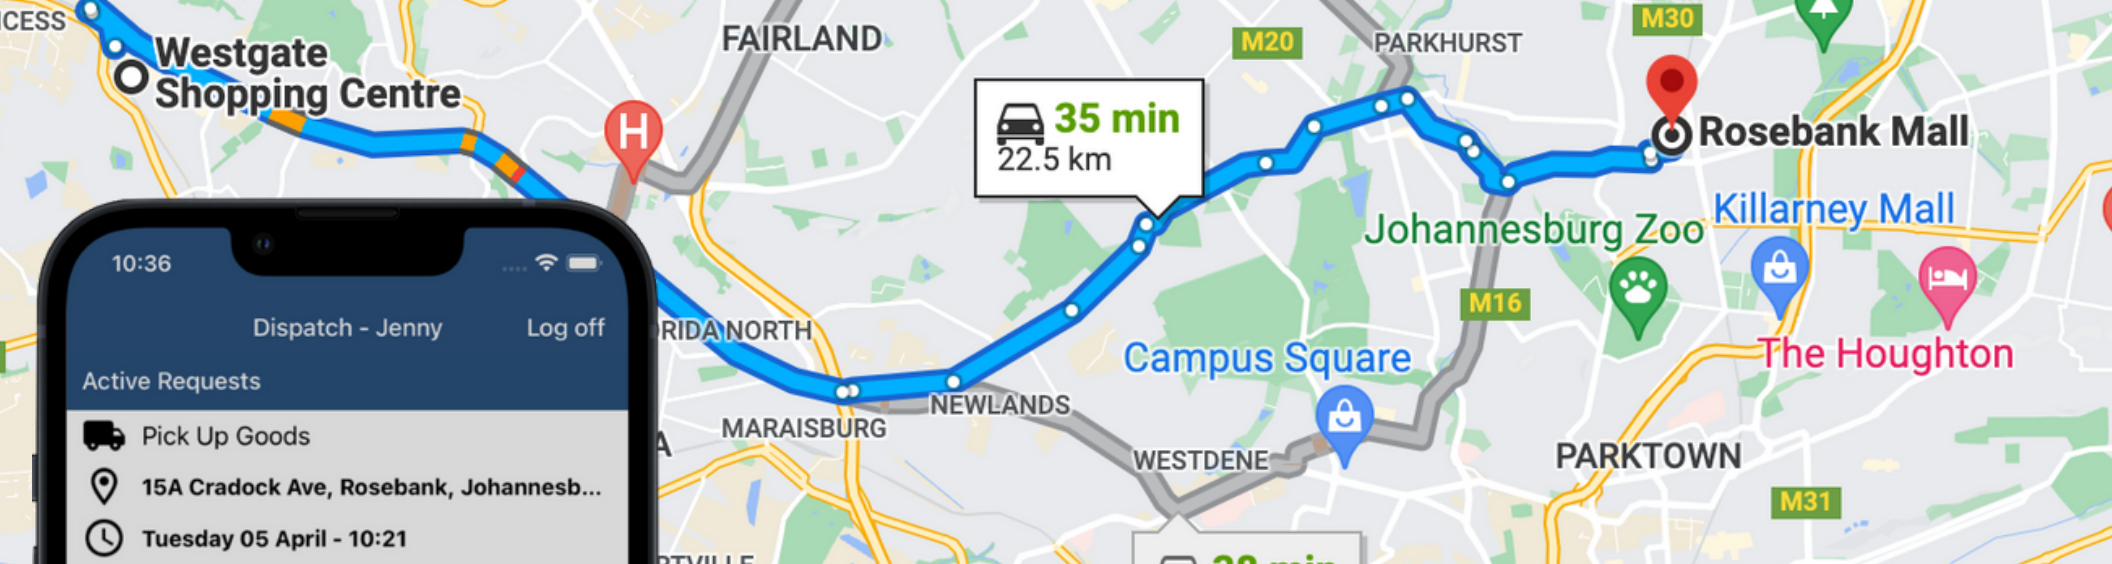 FAIRLAND
M20
PARKHURST
M30
Westgate
Shopping Centre
H
35 min
22.5 km
Rosebank Mall
Johannesburg Zoo
Killarney Mall
M16
The Houghton
Campus Square
NEWLANDS
MARAISBURG
WESTDENE
PARKTOWN
M31
RIDA NORTH
10:36
Dispatch - Jenny
Log off
Active Requests
Pick Up Goods
15A Cradock Ave, Rosebank, Johannesb...
Tuesday 05 April - 10:21